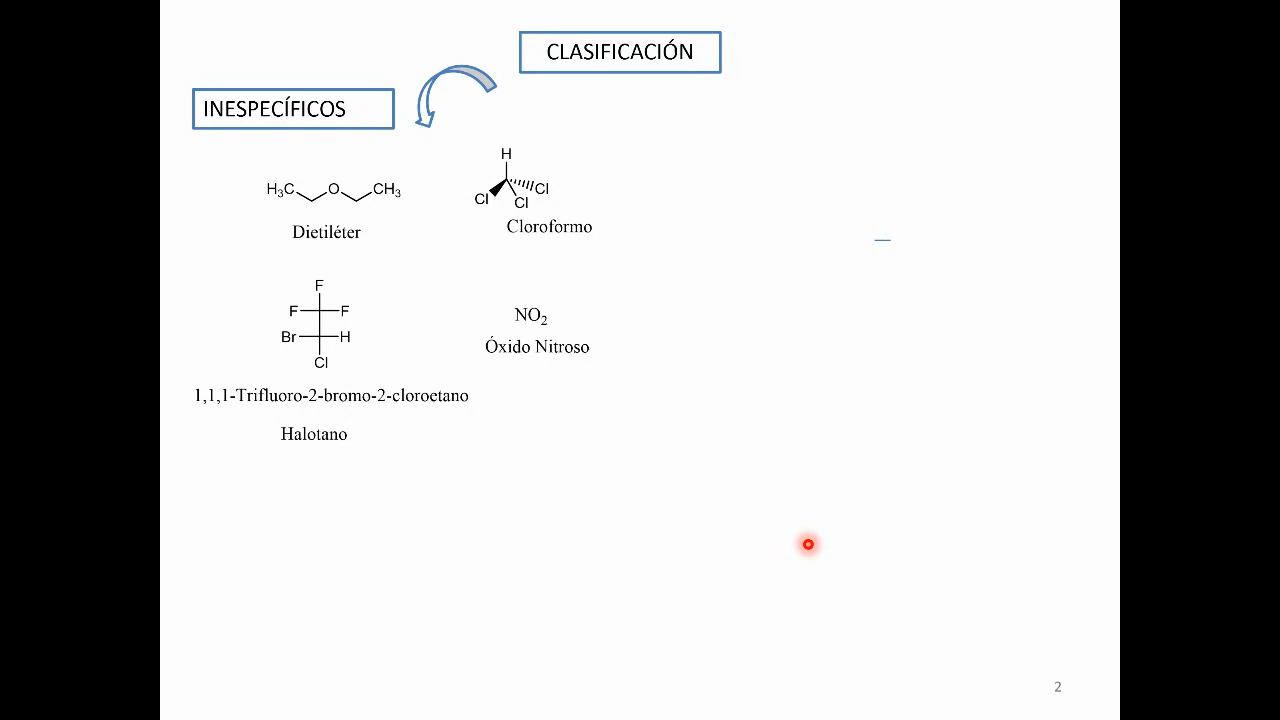 CLASIFICACIÓN
INESPECÍFICOS
H₃C O CH₃
Dietiléter
H
Cl Cl
Cl
Cloroformo
F
F F
Br H
Cl
1,1,1-Trifluoro-2-bromo-2-cloroetano
Halotano
NO₂
Óxido Nitroso
2